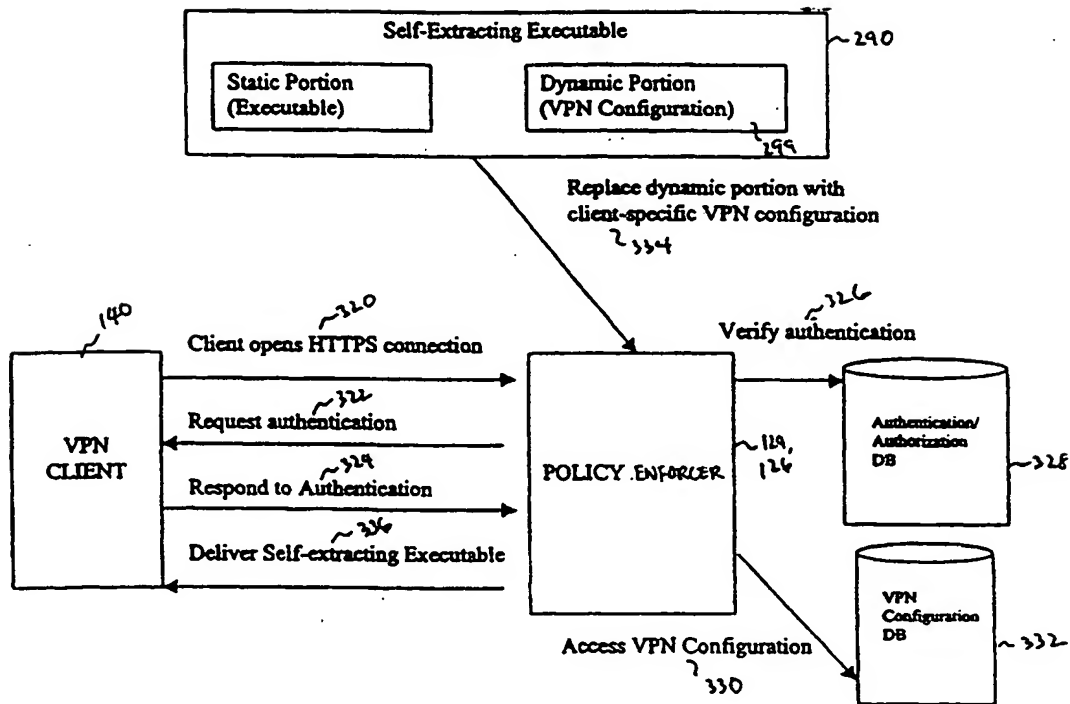 Self-Extracting Executable
290
Static Portion
(Executable)
Dynamic Portion
(VPN Configuration)
299
Replace dynamic portion with
client-specific VPN configuration
334
140
320
Client opens HTTPS connection
326
Verify authentication
322
Request authentication
VPN
CLIENT
324
Respond to Authentication
336
Deliver Self-extracting Executable
POLICY ENFORCER
124,
126
Authentication/
Authorization
DB
328
VPN
Configuration
DB
332
Access VPN Configuration
330